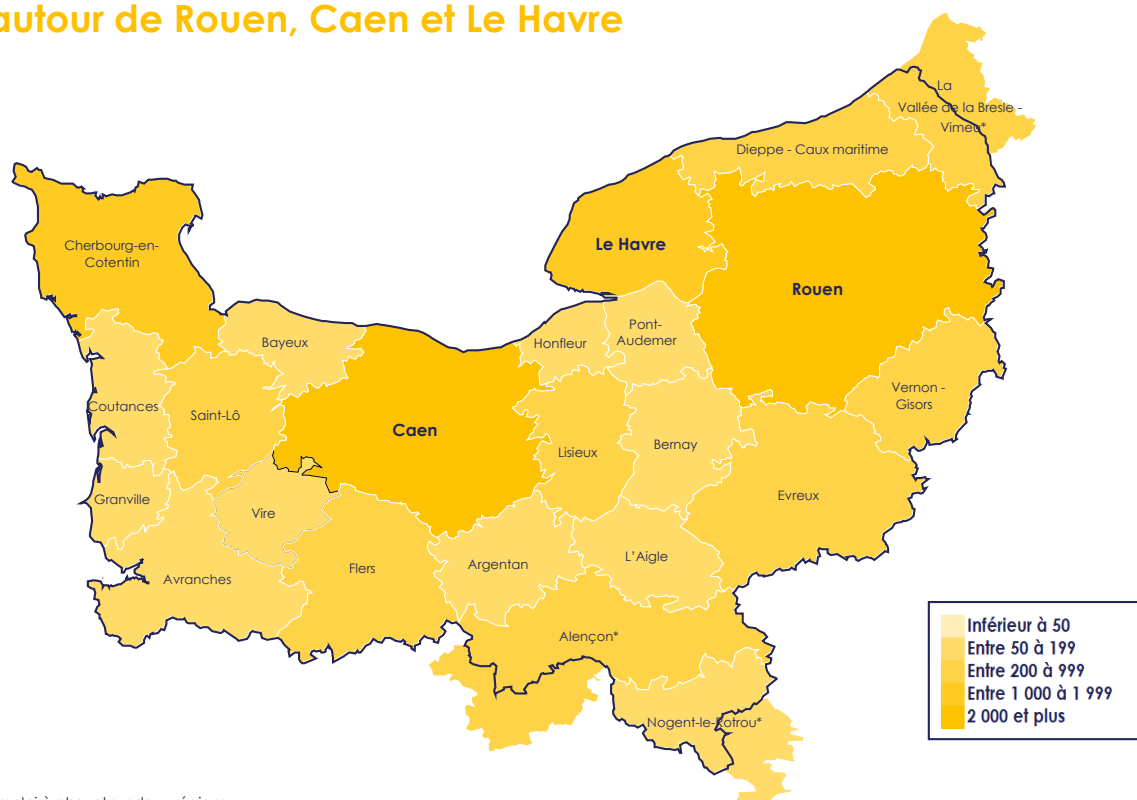 autour de Rouen, Caen et Le Havre
La
Vallée de la Bresle -
Vimeu*
Dieppe - Caux maritime
Cherbourg-en-
Cotentin
Le Havre
Rouen
Pont-
Audemer
Honfleur
Bayeux
Vernon -
Gisors
Coutances
Saint-Lô
Caen
Lisieux
Bernay
Granville
Vire
Evreux
Avranches
Flers
Argentan
L'Aigle
Alençon*
Nogent-le-Rotrou*
Inférieur à 50
Entre 50 à 199
Entre 200 à 999
Entre 1 000 à 1 999
2 000 et plus